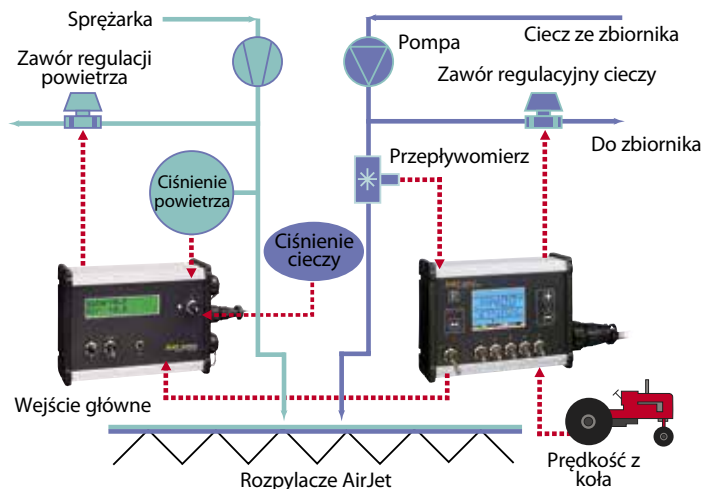 Sprężarka
Pompa
Ciecz ze zbiornika
Zawór regulacji
powietrza
Zawór regulacyjny cieczy
Do zbiornika
Przepływomierz
Ciśnienie
powietrza
Ciśnienie
cieczy
Wejście główne
Prędkość z
koła
Rozpylacze AirJet